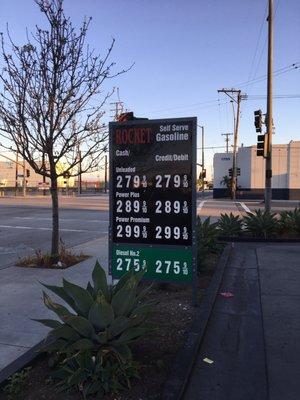 ROCKET Self Serve Gasoline
Cash/ Credit/Debit
Unleaded
279 9/10 279 9/10
Power Plus
289 9/10 289 9/10
Power Premium
299 9/10 299 9/10
Diesel No.2
275 9/10 275 9/10